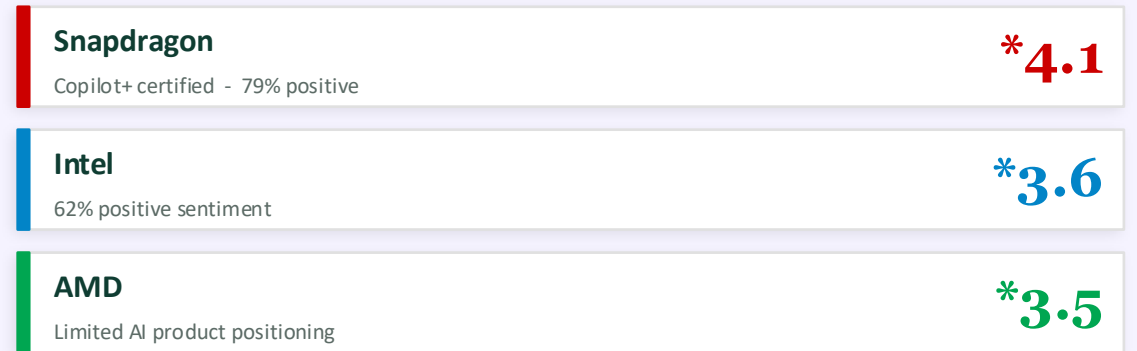 Snapdragon
*4.1
Copilot+ certified - 79% positive
Intel
*3.6
62% positive sentiment
AMD
*3.5
Limited AI product positioning